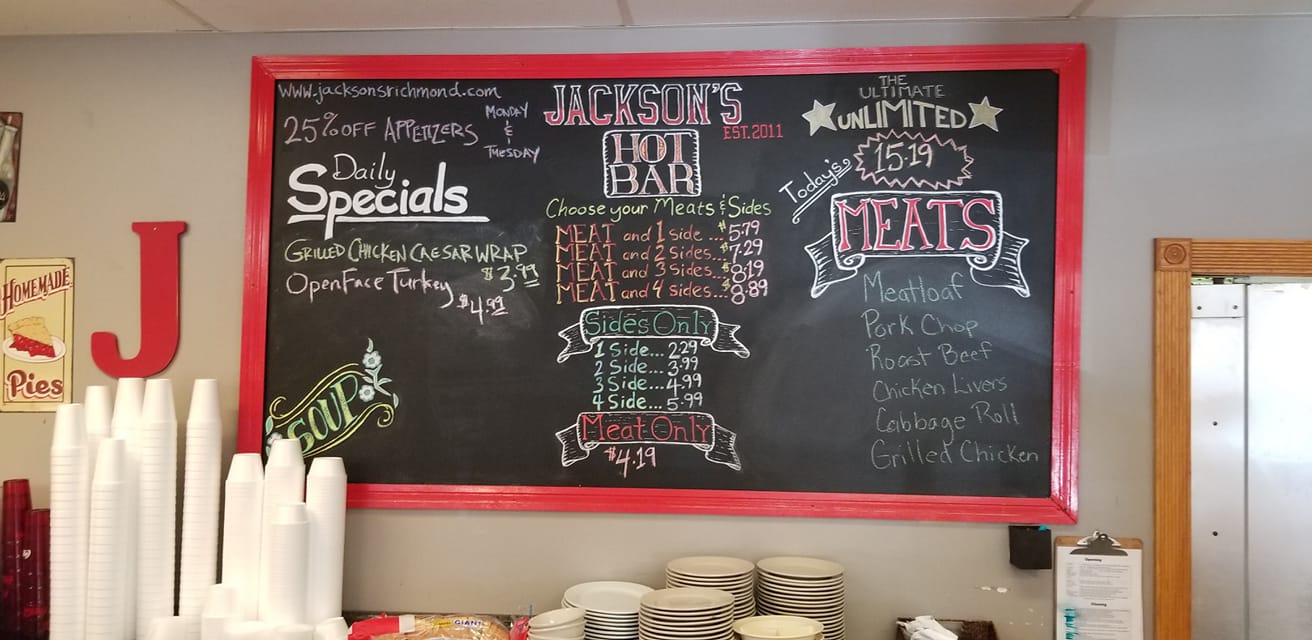 www.jacksonsrichmond.com
25% OFF APPETIZERS
MONDAY
&
TUESDAY
Daily
Specials
GRILLED CHICKEN CAESAR WRAP
$3.99
Open Face Turkey
$4.99
SOUP
JACKSON'S
EST. 2011
HOT
BAR
Choose your Meats & Sides
MEAT and 1 side...$5.79
MEAT and 2 sides...$7.29
MEAT and 3 sides...$8.19
MEAT and 4 sides...$8.89
Sides Only
1 Side... 2.29
2 Side... 3.99
3 Side... 4.99
4 Side... 5.99
Meat Only
$4.19
THE
ULTIMATE
UNLIMITED
15.19
Today's
MEATS
Meatloaf
Pork Chop
Roast Beef
Chicken Livers
Cabbage Roll
Grilled Chicken
J
HOMEMADE
Pies
GIANT